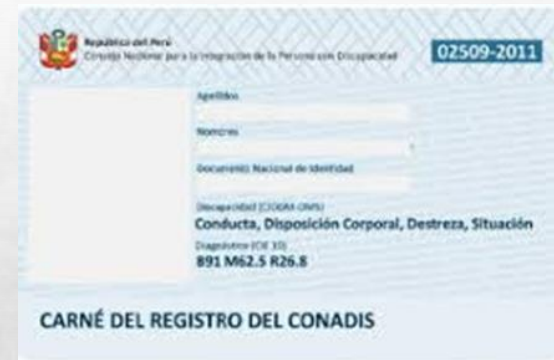 República del Perú
Consejo Nacional para la Integración de la Persona con Discapacidad
02509-2011
Apellidos
Nombres
Documento Nacional de Identidad
Discapacidad (CIDDM-OMS)
Conducta, Disposición Corporal, Destreza, Situación
Diagnóstico (CIE 10)
B91 M62.5 R26.8
CARNÉ DEL REGISTRO DEL CONADIS